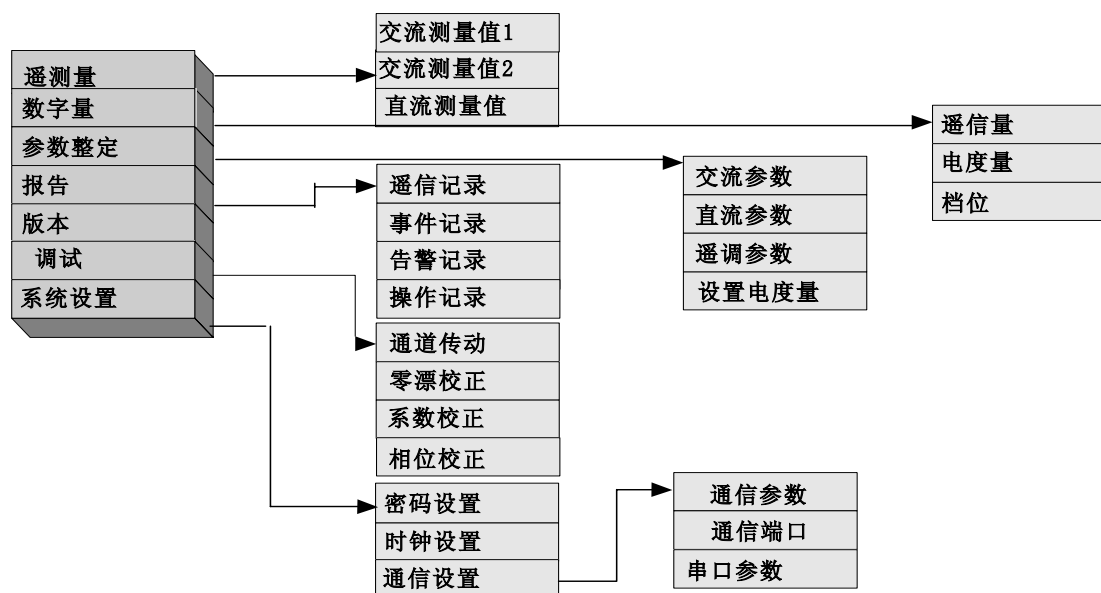 遥测量
数字量
参数整定
报告
版本
调试
系统设置
交流测量值1
交流测量值2
直流测量值
遥信量
电度量
档位
交流参数
直流参数
遥调参数
设置电度量
遥信记录
事件记录
告警记录
操作记录
通道传动
零漂校正
系数校正
相位校正
密码设置
时钟设置
通信设置
通信参数
通信端口
串口参数